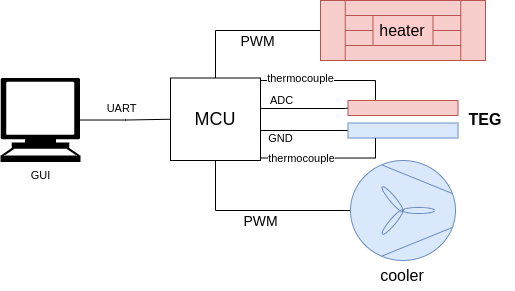 heater
PWM
thermocouple
ADC
UART
MCU
TEG
GND
thermocouple
GUI
PWM
cooler